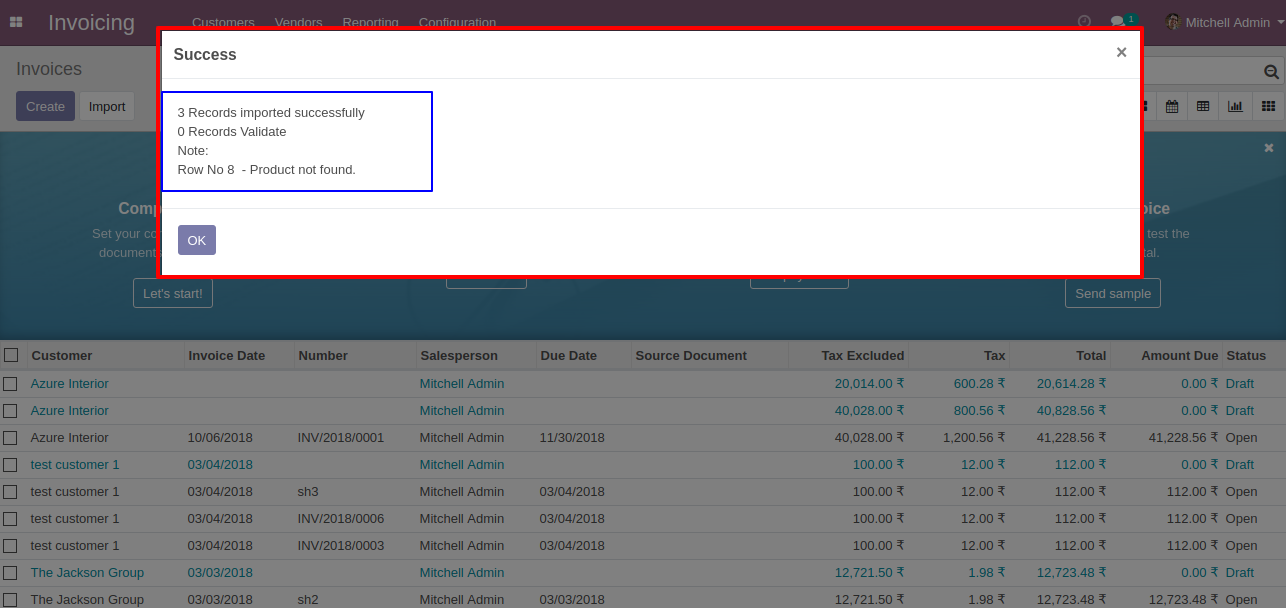 Invoicing
Customers Vendors Reporting Configuration
1
Mitchell Admin
Invoices
Create Import
Success ×
3 Records imported successfully
0 Records Validate
Note:
Row No 8 - Product not found.
OK
Set your
test the
Let's start!
Send sample
Customer Invoice Date Number Salesperson Due Date Source Document Tax Excluded Tax Total Amount Due Status
Azure Interior Mitchell Admin 20,014.00 ₹ 600.28 ₹ 20,614.28 ₹ 0.00 ₹ Draft
Azure Interior Mitchell Admin 40,028.00 ₹ 800.56 ₹ 40,828.56 ₹ 0.00 ₹ Draft
Azure Interior 10/06/2018 INV/2018/0001 Mitchell Admin 11/30/2018 40,028.00 ₹ 1,200.56 ₹ 41,228.56 ₹ 41,228.56 ₹ Open
test customer 1 03/04/2018 Mitchell Admin 100.00 ₹ 12.00 ₹ 112.00 ₹ 0.00 ₹ Draft
test customer 1 03/04/2018 sh3 Mitchell Admin 03/04/2018 100.00 ₹ 12.00 ₹ 112.00 ₹ 112.00 ₹ Open
test customer 1 03/04/2018 INV/2018/0006 Mitchell Admin 03/04/2018 100.00 ₹ 12.00 ₹ 112.00 ₹ 112.00 ₹ Open
test customer 1 03/04/2018 INV/2018/0003 Mitchell Admin 03/04/2018 100.00 ₹ 12.00 ₹ 112.00 ₹ 112.00 ₹ Open
The Jackson Group 03/03/2018 Mitchell Admin 12,721.50 ₹ 1.98 ₹ 12,723.48 ₹ 0.00 ₹ Draft
The Jackson Group 03/03/2018 sh2 Mitchell Admin 03/03/2018 12,721.50 ₹ 1.98 ₹ 12,723.48 ₹ 12,723.48 ₹ Open